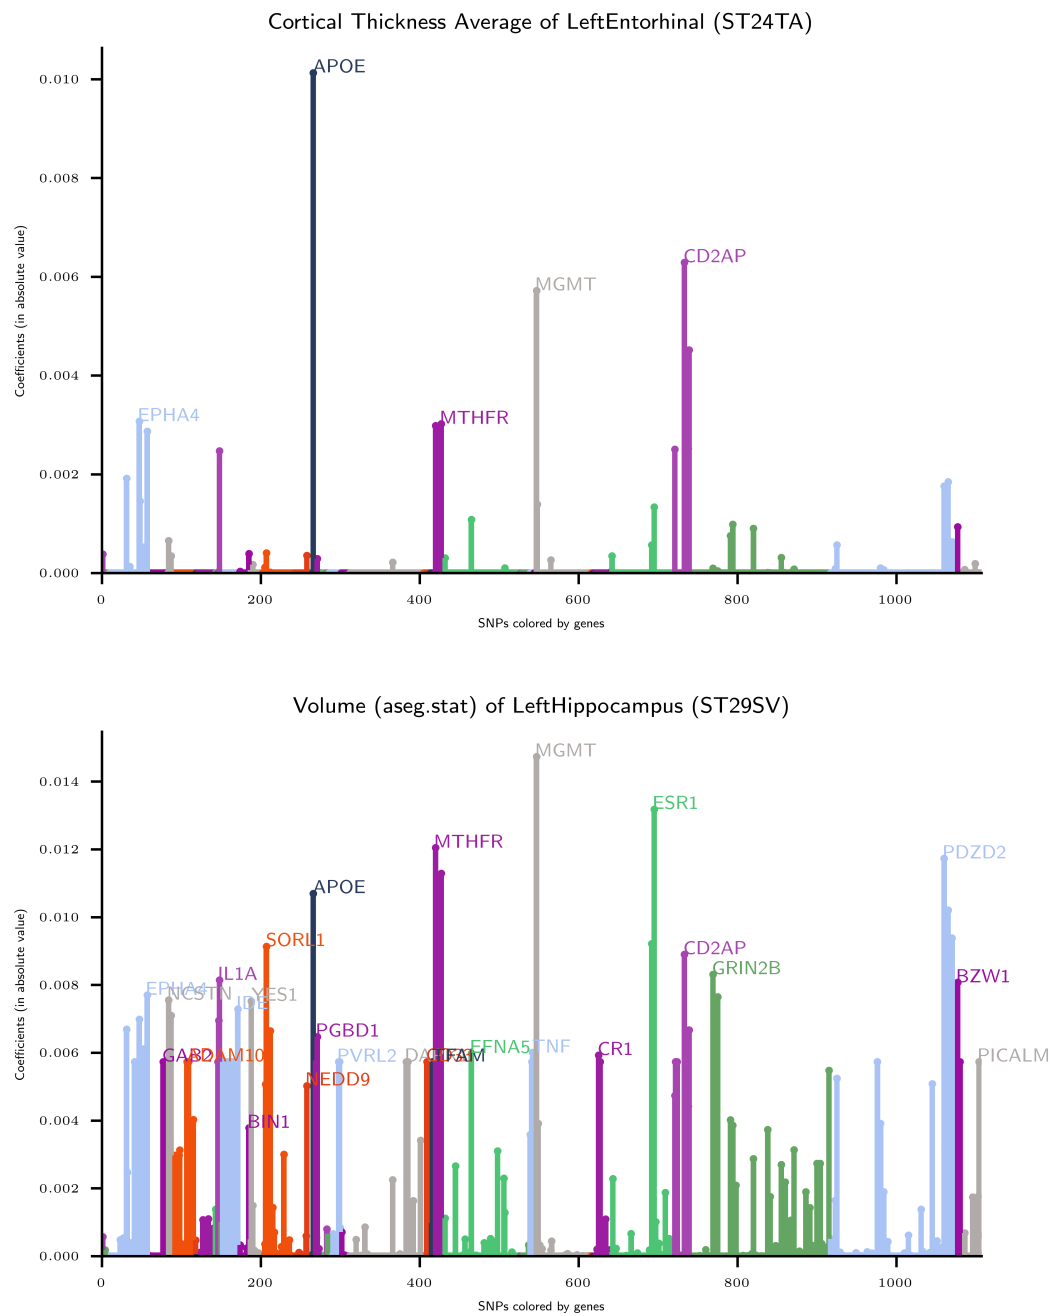 Cortical Thickness Average of LeftEntorhinal (ST24TA)
APOE
0.010
0.008
CD2AP
0.006
MGMT
Coefficients (in absolute value)
0.004
EPHA4
MTHFR
0.002
0.000
0 200 400 600 800 1000
SNPs colored by genes
Volume (aseg.stat) of LeftHippocampus (ST29SV)
MGMT
0.014
ESR1
0.012
MTHFR
PDZD2
APOE
0.010
SORL1
CD2AP
Coefficients (in absolute value)
0.008
IL1A
GRIN2B
BZW1
EPHA4
NCSTN
YES1
IDE
PGBD1
0.006
GAB2
ADAM10
PVRL2
TFAM
EFNA5
TNF
CR1
PICALM
NEDD9
0.004
BIN1
0.002
0.000
0 200 400 600 800 1000
SNPs colored by genes